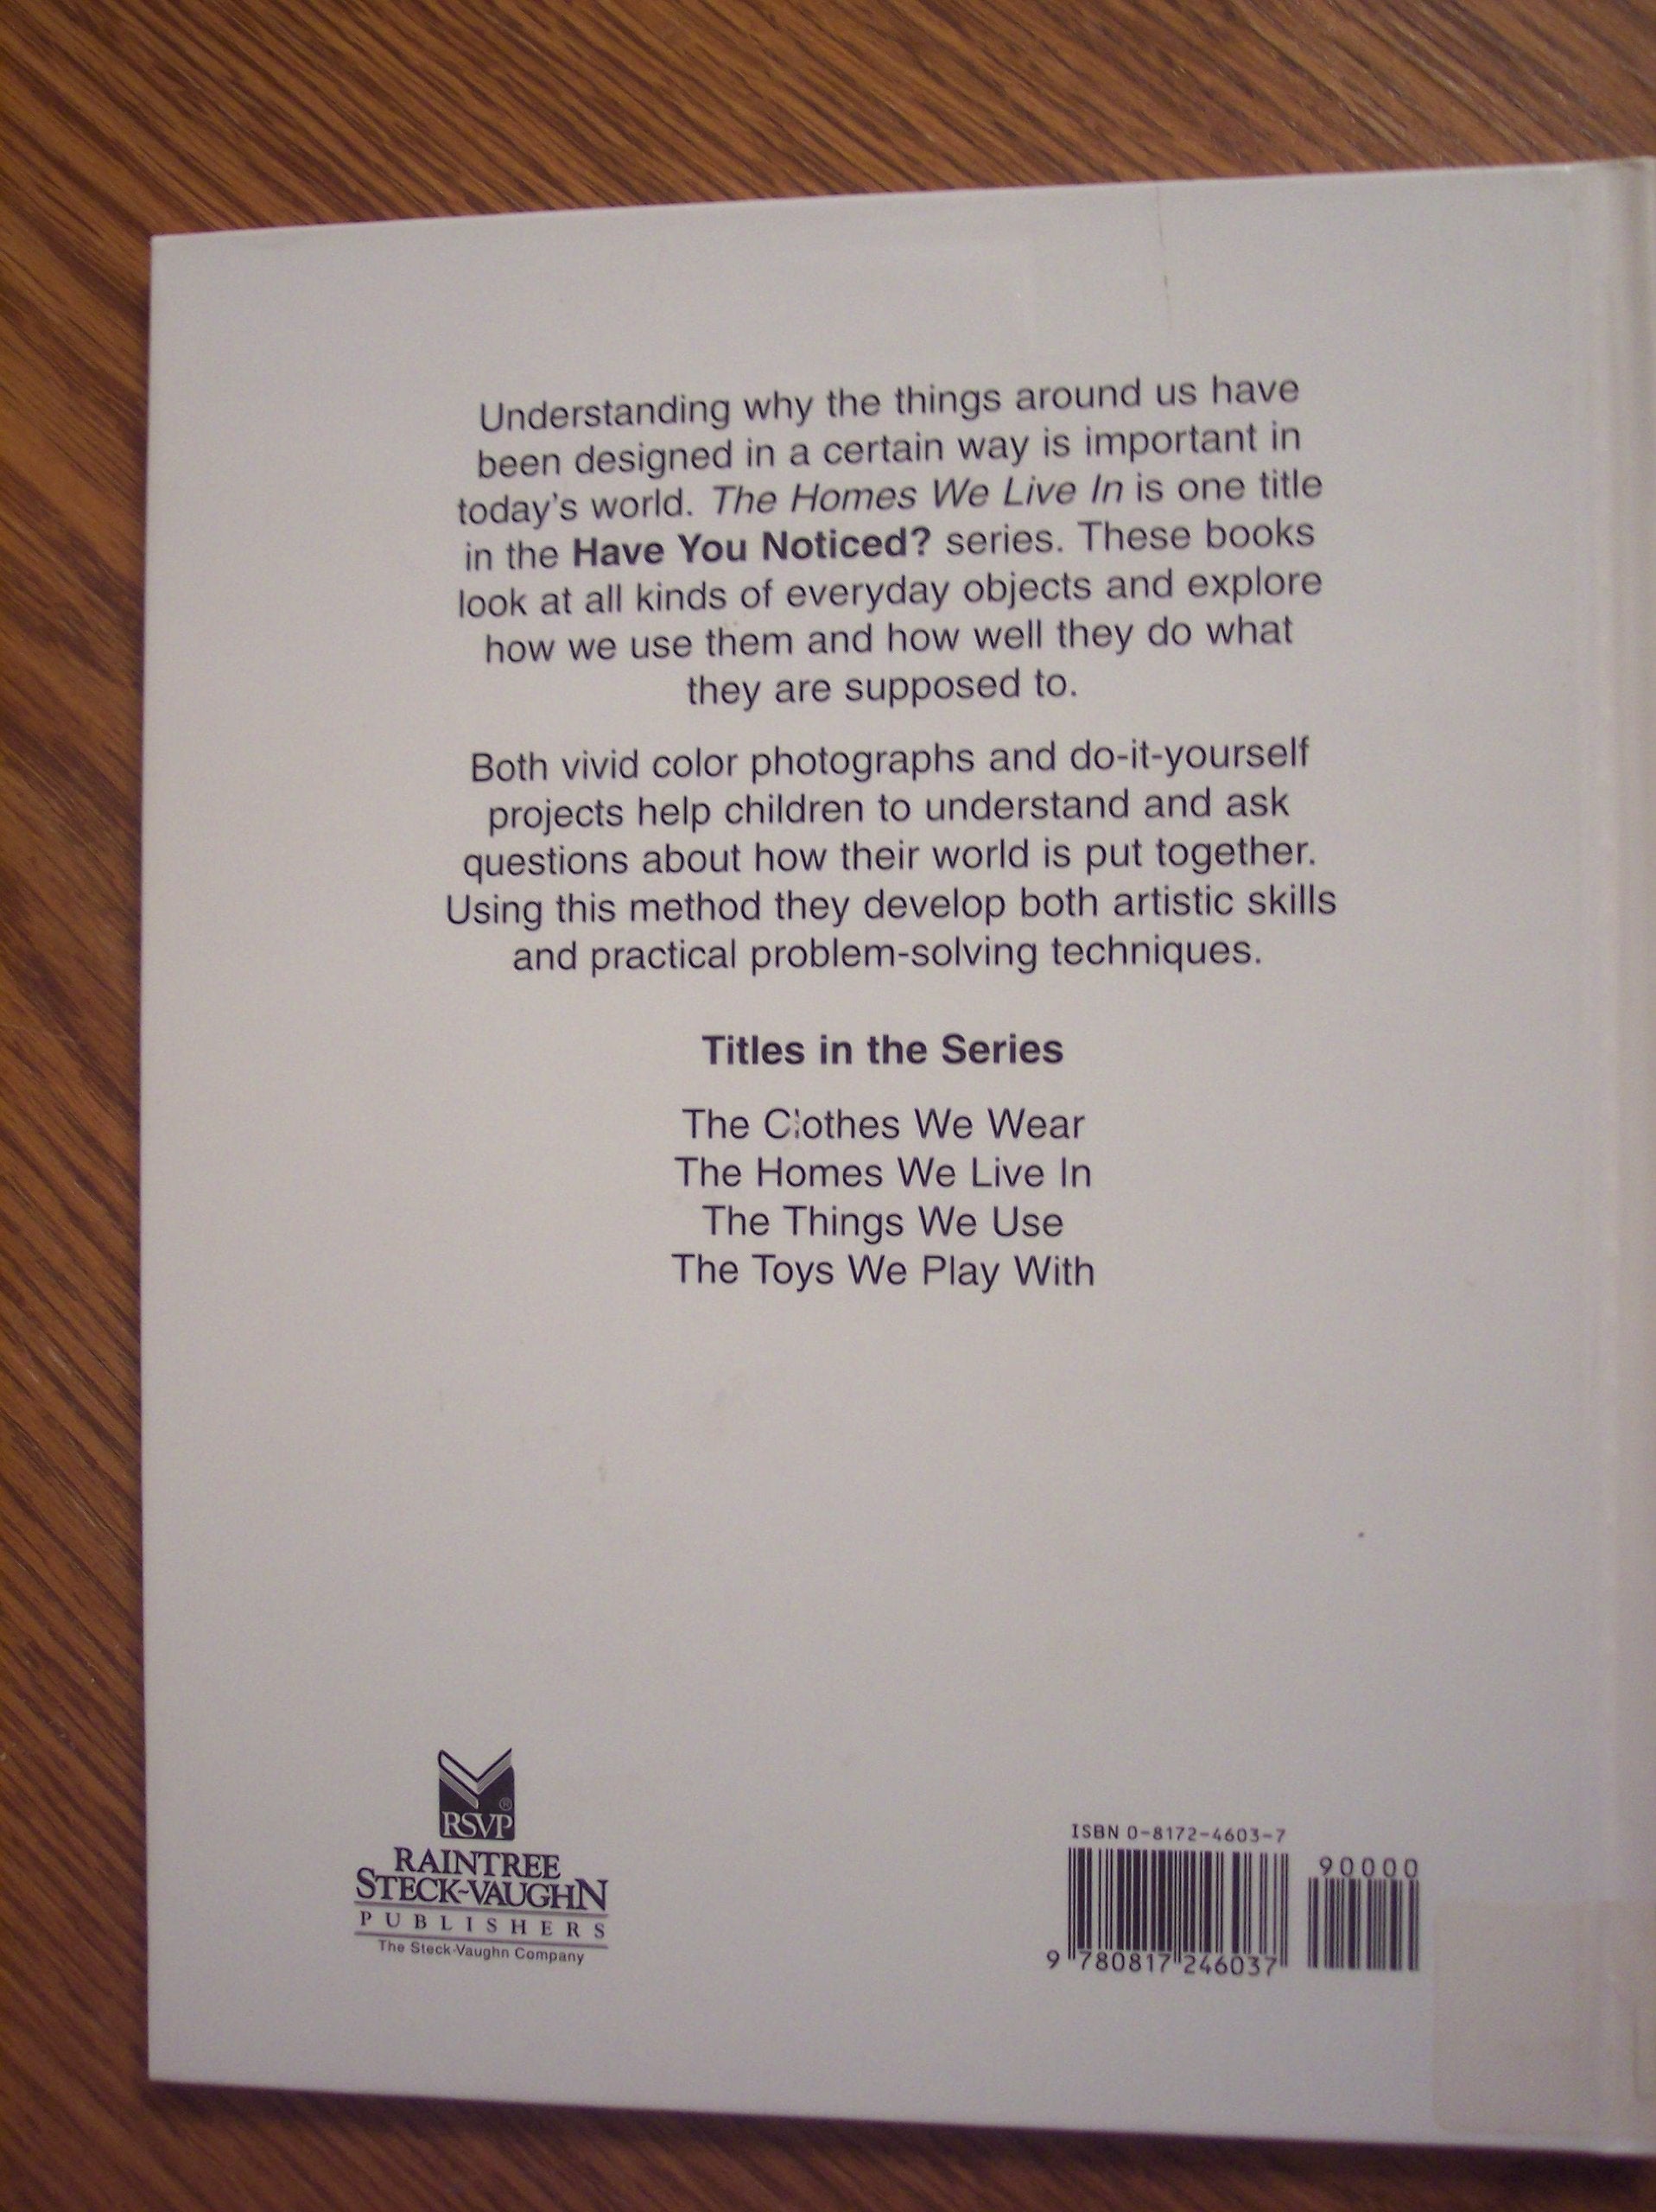 Understanding why the things around us have
been designed in a certain way is important in
today's world. The Homes We Live In is one title
in the Have You Noticed? series. These books
look at all kinds of everyday objects and explore
how we use them and how well they do what
they are supposed to.
Both vivid color photographs and do-it-yourself
projects help children to understand and ask
questions about how their world is put together.
Using this method they develop both artistic skills
and practical problem-solving techniques.
Titles in the Series
The Clothes We Wear
The Homes We Live In
The Things We Use
The Toys We Play With
RSVP®
RAINTREE
STECK-VAUGHN
PUBLISHERS
The Steck-Vaughn Company
ISBN 0-8172-4603-7
90000
9 780817 246037